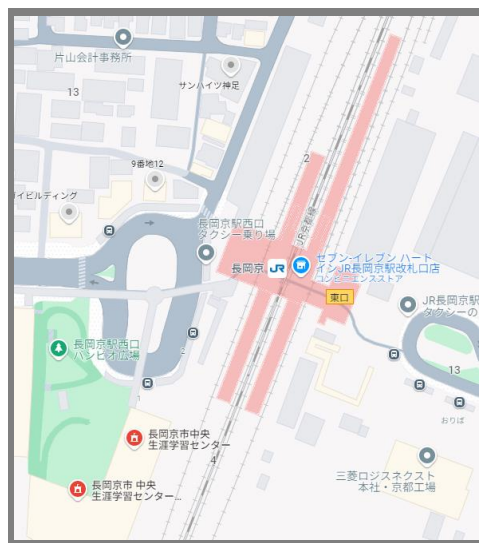 片山会計事務所
サンハイツ神足
13
9番地12
2
イビルディング
長岡京駅西口
タクシー乗り場
JR京都線
長岡京
JR
セブン-イレブン ハート
インJR長岡京駅改札口店
コンビニエンスストア
東口
JR長岡京駅
タクシーの
長岡京駅西口
バンビオ広場
2
13
1
おりば
長岡京市中央
生涯学習センター
4
三菱ロジスネクスト
本社・京都工場
長岡京市 中央
生涯学習センター...